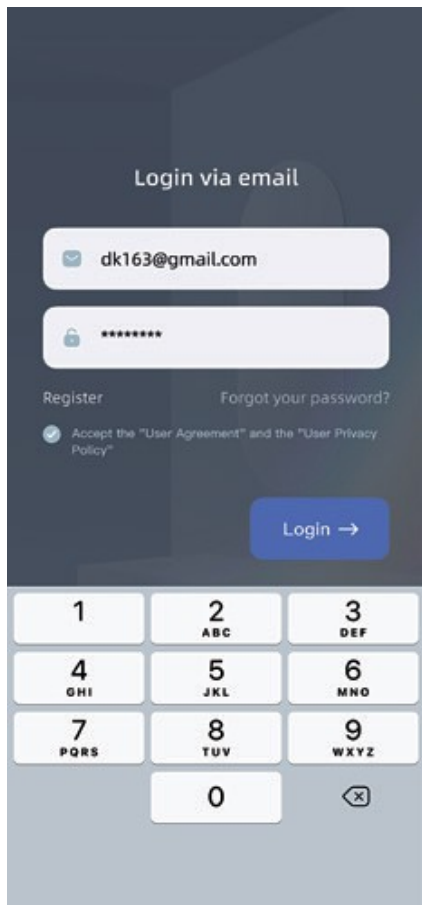 Login via email
dk163@gmail.com
********
Register Forgot your password?
Accept the "User Agreement" and the "User Privacy
Policy"
Login →
1 2 3
ABC DEF
4 5 6
GHI JKL MNO
7 8 9
PQRS TUV WXYZ
0